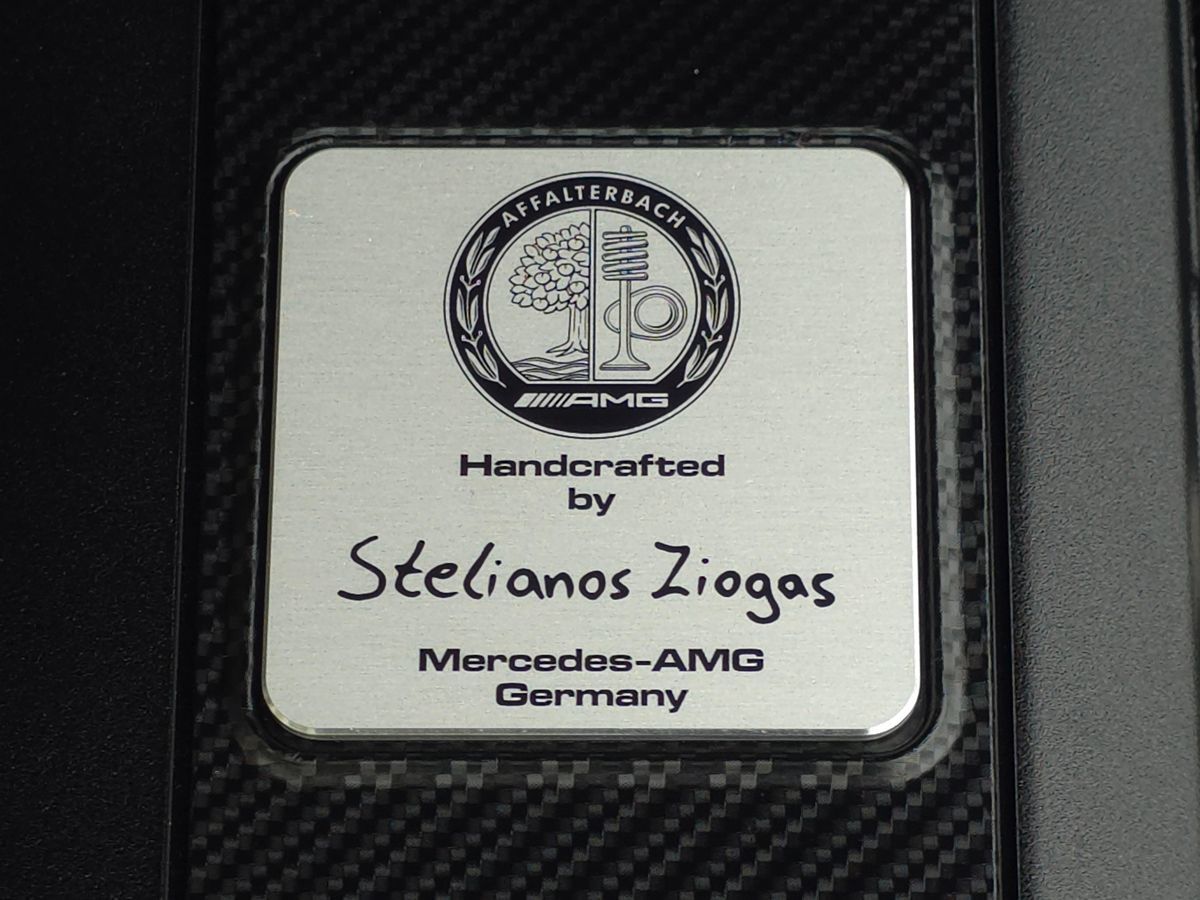 AFFALTERBACH
AMG
Handcrafted
by
Stelianos Ziogas
Mercedes-AMG
Germany